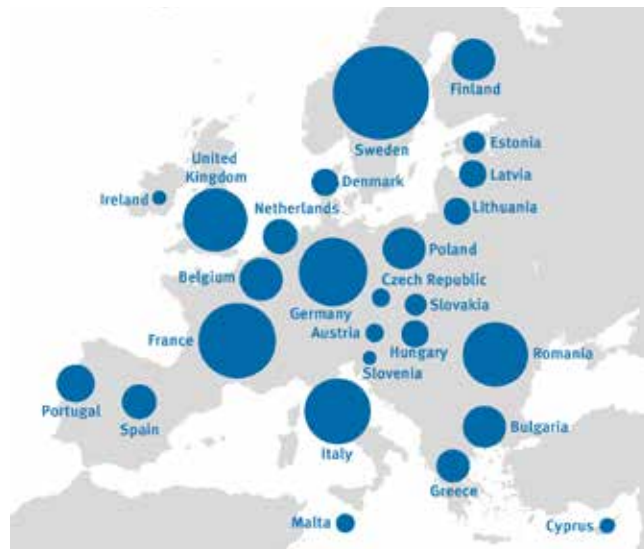 Finland
Sweden
Estonia
United
Kingdom
Latvia
Denmark
Ireland
Netherlands
Lithuania
Poland
Belgium
Czech Republic
Slovakia
Germany
Austria
France
Hungary
Romania
Slovenia
Portugal
Spain
Bulgaria
Italy
Greece
Malta
Cyprus